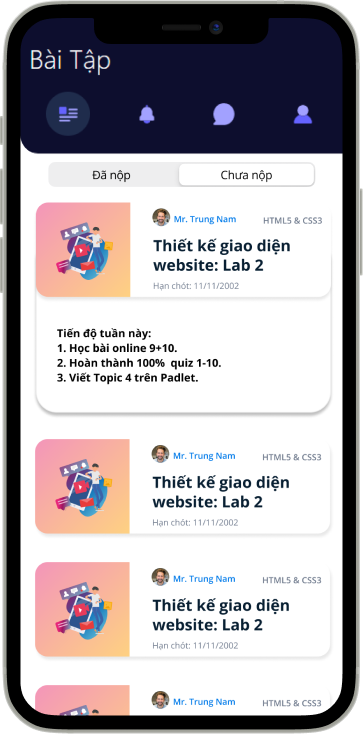 Bài Tập
Đã nộp
Chưa nộp
Mr. Trung Nam
HTML5 & CSS3
Thiết kế giao diện
website: Lab 2
Hạn chót: 11/11/2002
Tiến độ tuần này:
1. Học bài online 9+10.
2. Hoàn thành 100% quiz 1-10.
3. Viết Topic 4 trên Padlet.
Mr. Trung Nam
HTML5 & CSS3
Thiết kế giao diện
website: Lab 2
Hạn chót: 11/11/2002
Mr. Trung Nam
HTML5 & CSS3
Thiết kế giao diện
website: Lab 2
Hạn chót: 11/11/2002
Mr. Trung Nam
HTML5 & CSS3